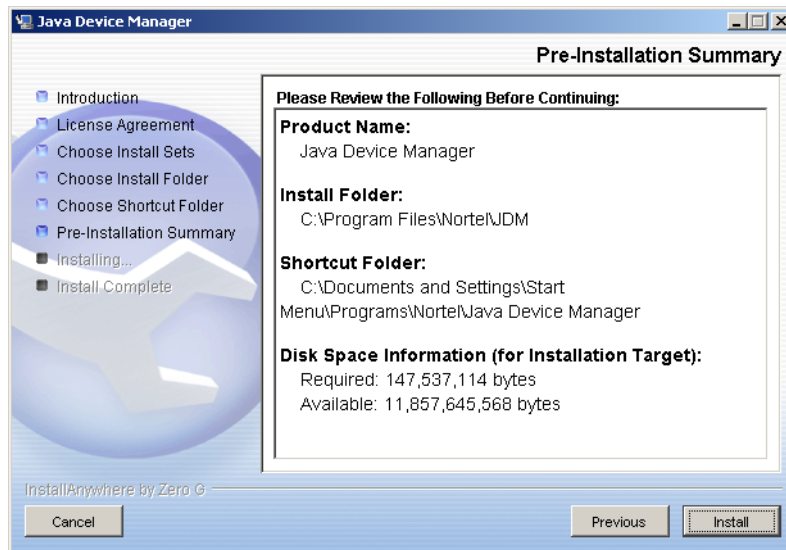 Java Device Manager
Pre-Installation Summary
Introduction
License Agreement
Choose Install Sets
Choose Install Folder
Choose Shortcut Folder
Pre-Installation Summary
Installing...
Install Complete
Please Review the Following Before Continuing:
Product Name:
Java Device Manager
Install Folder:
C:\Program Files\Nortel\JDM
Shortcut Folder:
C:\Documents and Settings\Start
Menu\Programs\Nortel\Java Device Manager
Disk Space Information (for Installation Target):
Required: 147,537,114 bytes
Available: 11,857,645,568 bytes
InstallAnywhere by Zero G
Cancel
Previous
Install